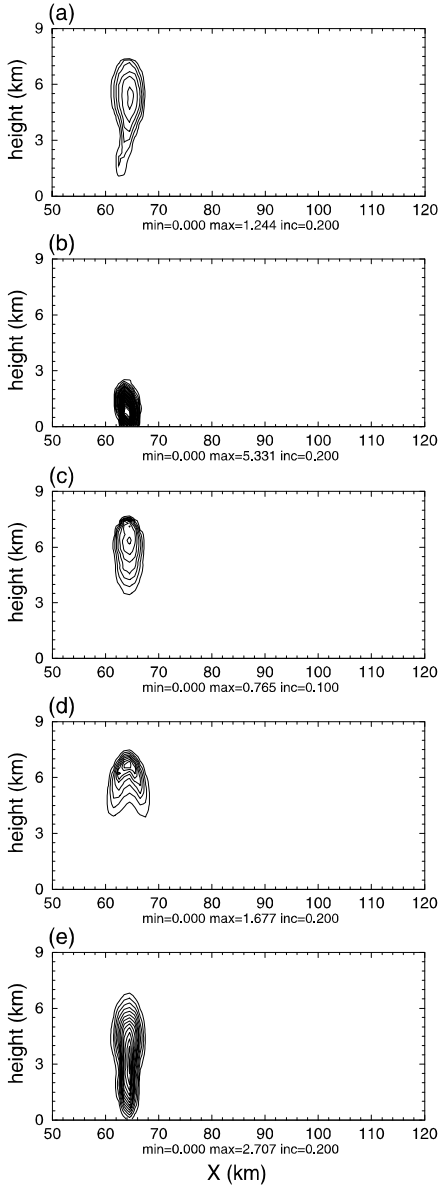 (a)
9
6
3
0
height (km)
50 60 70 80 90 100 110 120
min=0.000 max=1.244 inc=0.200
(b)
9
6
3
0
height (km)
50 60 70 80 90 100 110 120
min=0.000 max=5.331 inc=0.200
(c)
9
6
3
0
height (km)
50 60 70 80 90 100 110 120
min=0.000 max=0.765 inc=0.100
(d)
9
6
3
0
height (km)
50 60 70 80 90 100 110 120
min=0.000 max=1.677 inc=0.200
(e)
9
6
3
0
height (km)
50 60 70 80 90 100 110 120
min=0.000 max=2.707 inc=0.200
X (km)